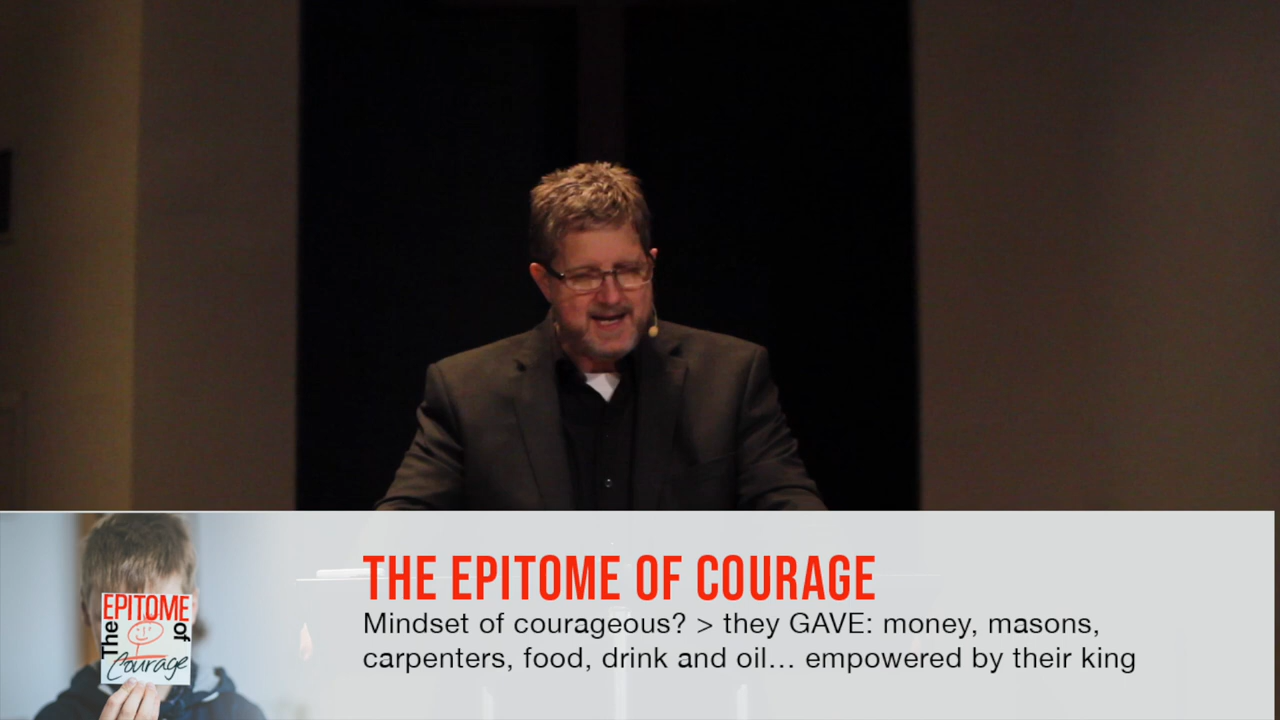 THE EPITOME OF COURAGE
Mindset of courageous? > they GAVE: money, masons,
carpenters, food, drink and oil... empowered by their king
The
EPITOME
of
Courage